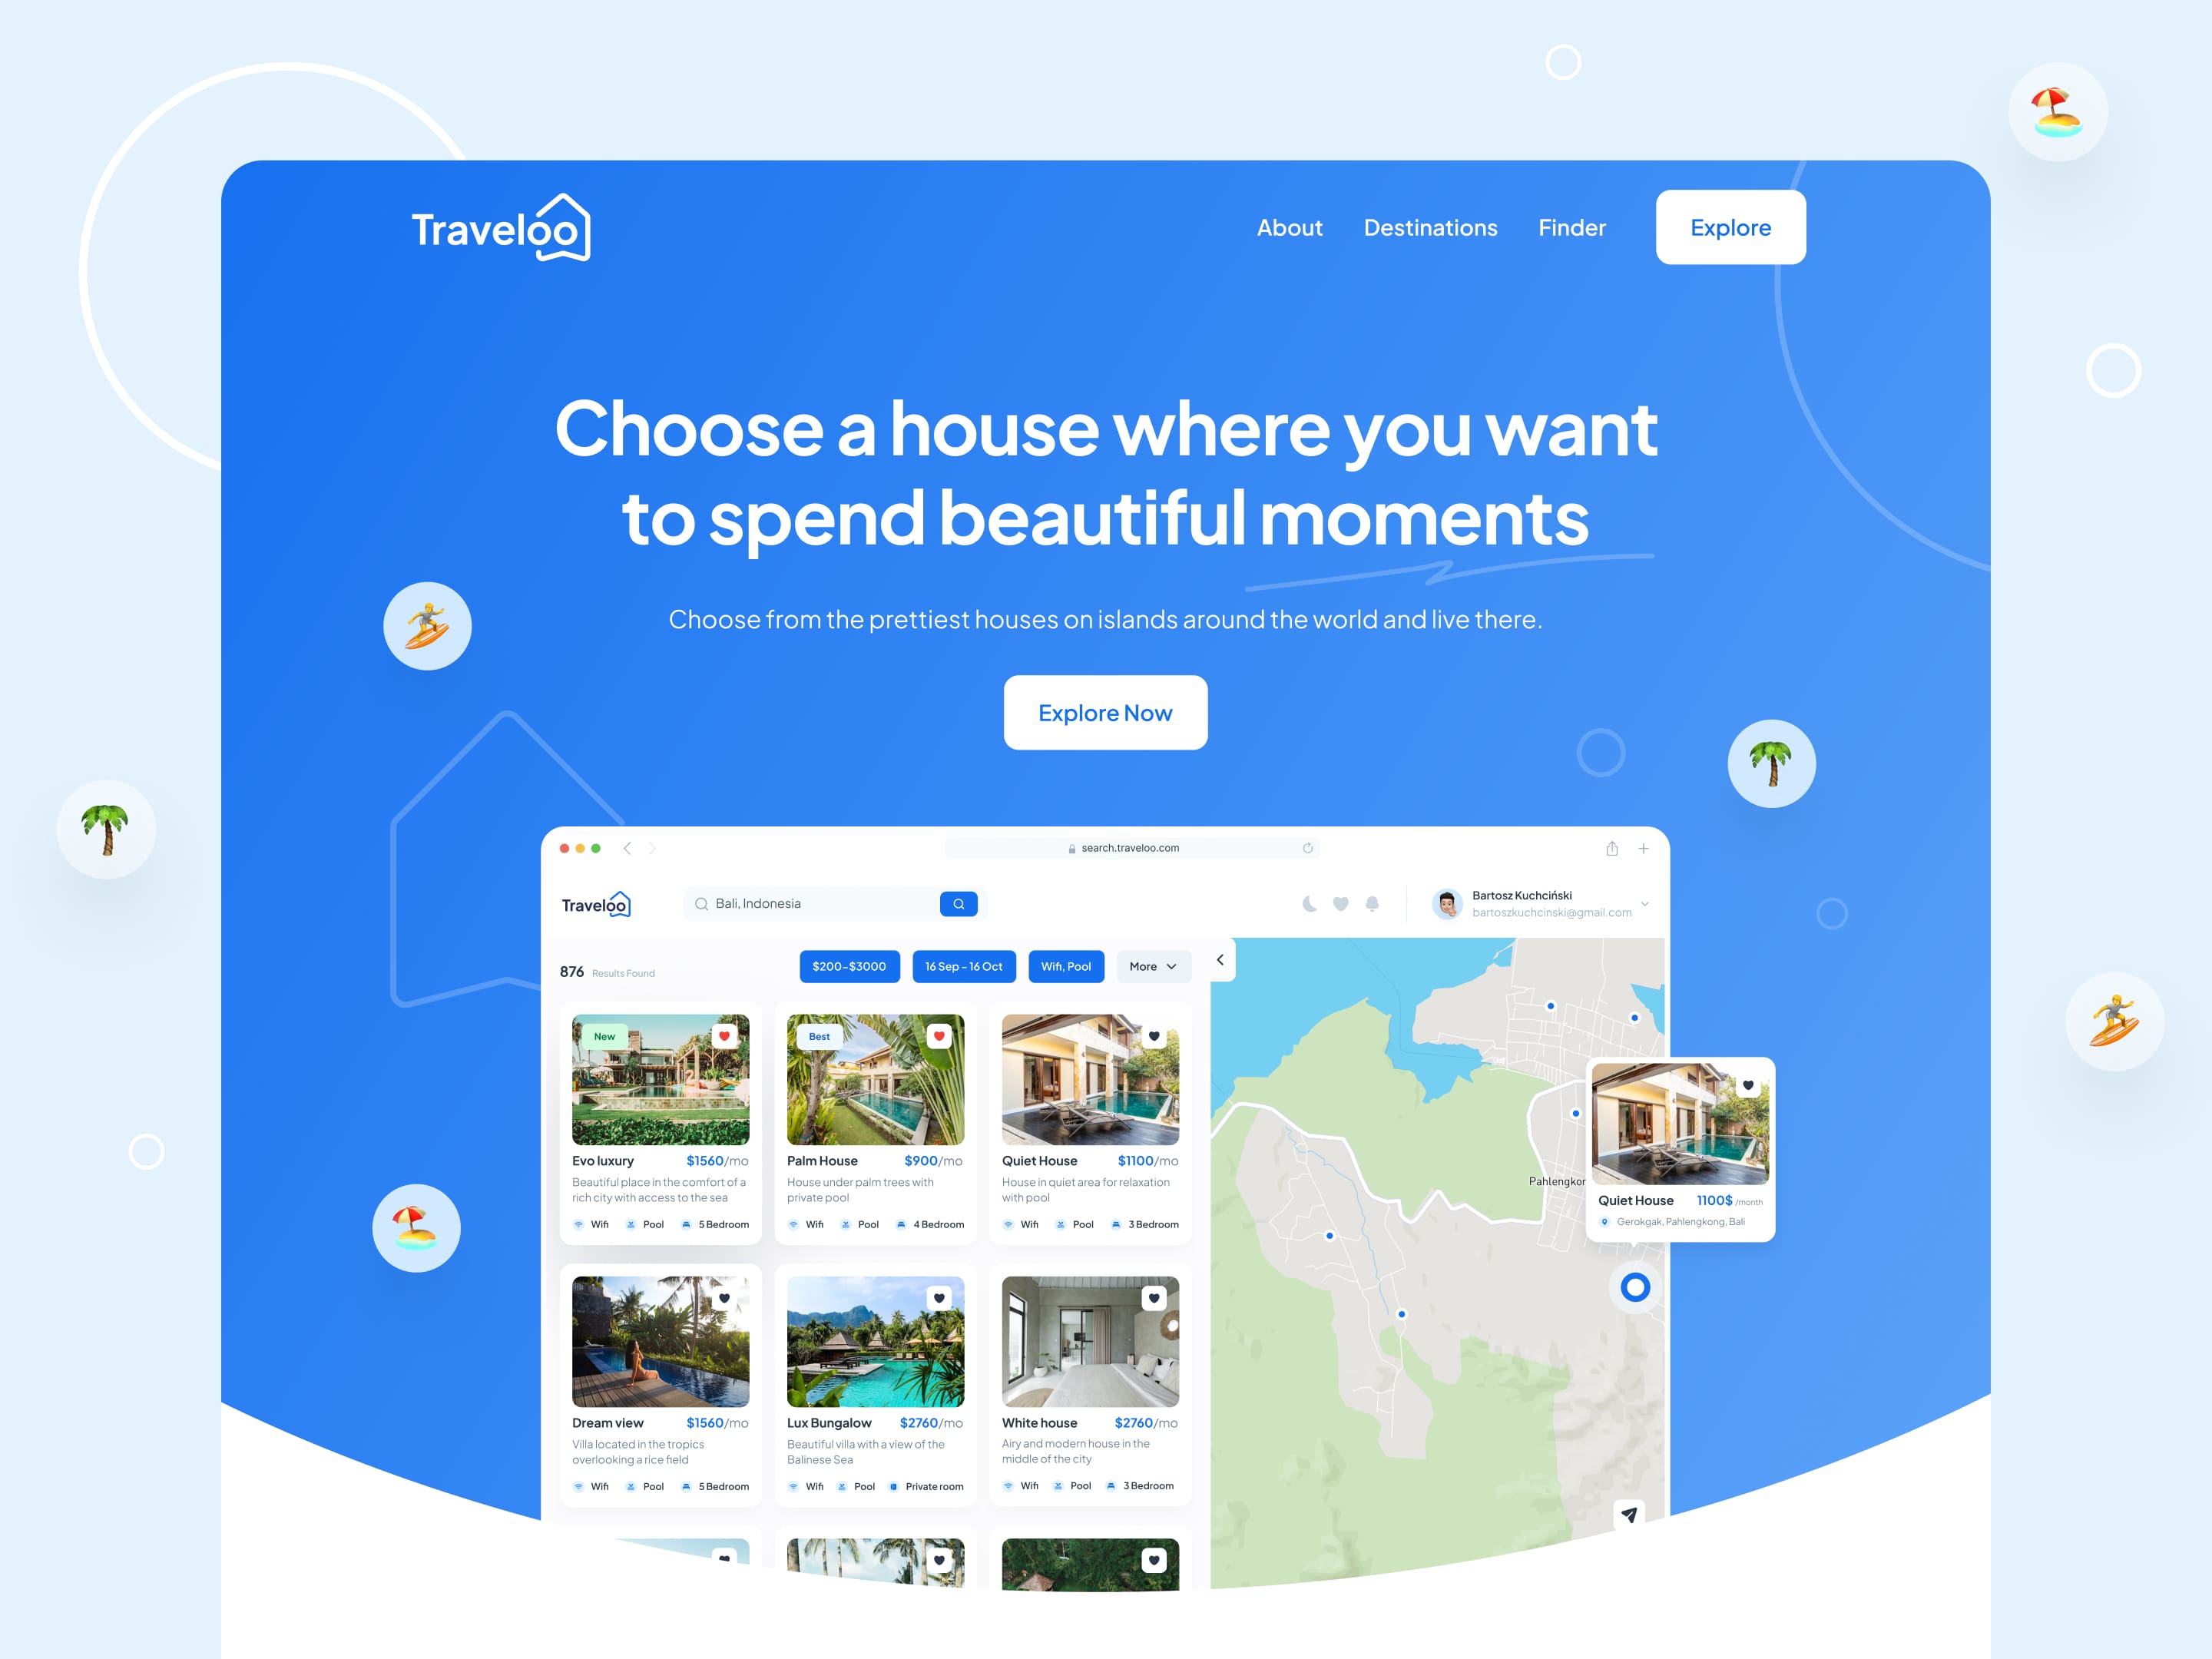 Traveloo
About Destinations Finder Explore
Choose a house where you want
to spend beautiful moments
Choose from the prettiest houses on islands around the world and live there.
Explore Now
search.traveloo.com
Traveloo
Bali, Indonesia
Bartosz Kuchciński
bartoszkuchcinski@gmail.com
876 Results Found
$200-$3000
16 Sep - 16 Oct
Wifi, Pool
More
New
Evo luxury $1560/mo
Beautiful place in the comfort of a
rich city with access to the sea
Wifi Pool 5 Bedroom
Best
Palm House $900/mo
House under palm trees with
private pool
Wifi Pool 4 Bedroom
Quiet House $1100/mo
House in quiet area for relaxation
with pool
Wifi Pool 3 Bedroom
Dream view $1560/mo
Villa located in the tropics
overlooking a rice field
Wifi Pool 5 Bedroom
Lux Bungalow $2760/mo
Beautiful villa with a view of the
Balinese Sea
Wifi Pool Private room
White house $2760/mo
Airy and modern house in the
middle of the city
Wifi Pool 3 Bedroom
Pahlengkor
Quiet House 1100$ /month
Gerokgak, Pahlengkong, Bali